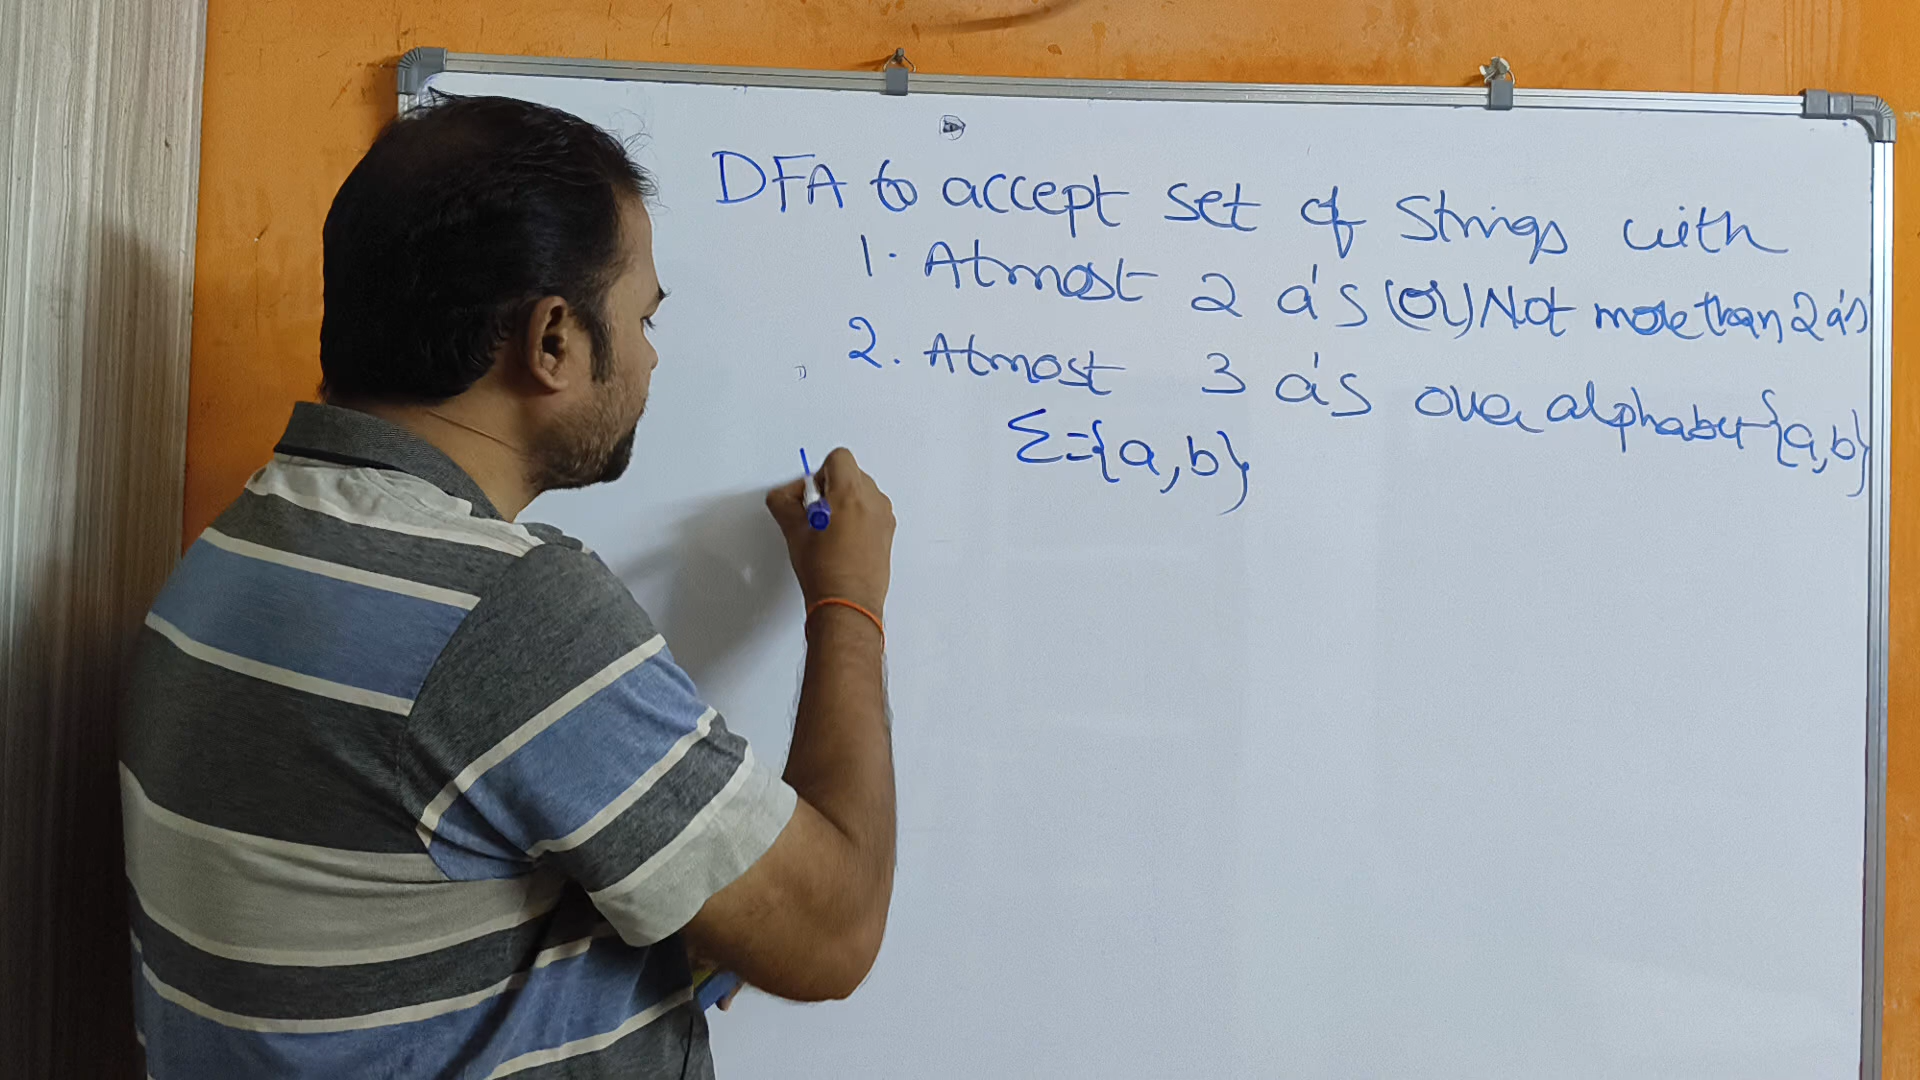 DFA to accept set of Strings with
1. Atmost 2 a's (or) Not more than 2 a's
2. Atmost 3 a's over alphabet {a,b}
Σ={a,b}